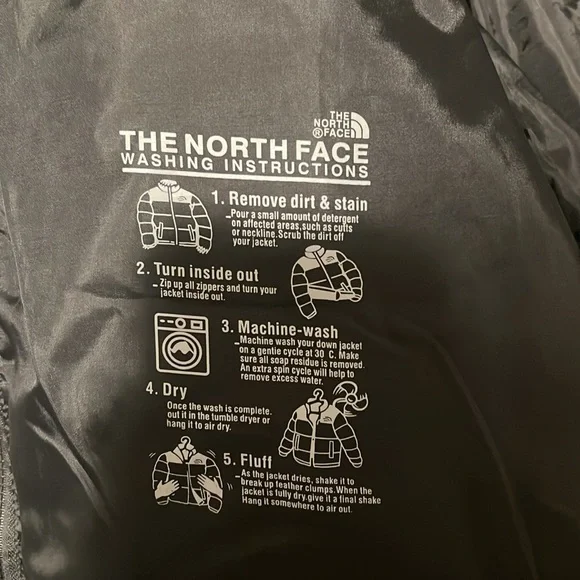 THE
NORTH
®FACE
THE NORTH FACE
WASHING INSTRUCTIONS
1. Remove dirt & stain
–Pour a small amount of detergent
on affected areas,such as cutts
or neckline.Scrub the dirt off
your jacket.
2. Turn inside out
– Zip up all zippers and turn your
jacket inside out.
3. Machine-wash
–Machine wash your down jacket
on a gentie cycle at 30 C. Make
sure all soap residue is removed.
An extra spin cycle will help to
remove excess water.
4. Dry
Once the wash is complete.
out it in the tumble dryer or
hang it to air dry.
5. Fluff
–As the jacket dries, shake it to
break up feather clumps.When the
jacket is fully dry.give it a final shake
Hang it somewhere to air out.